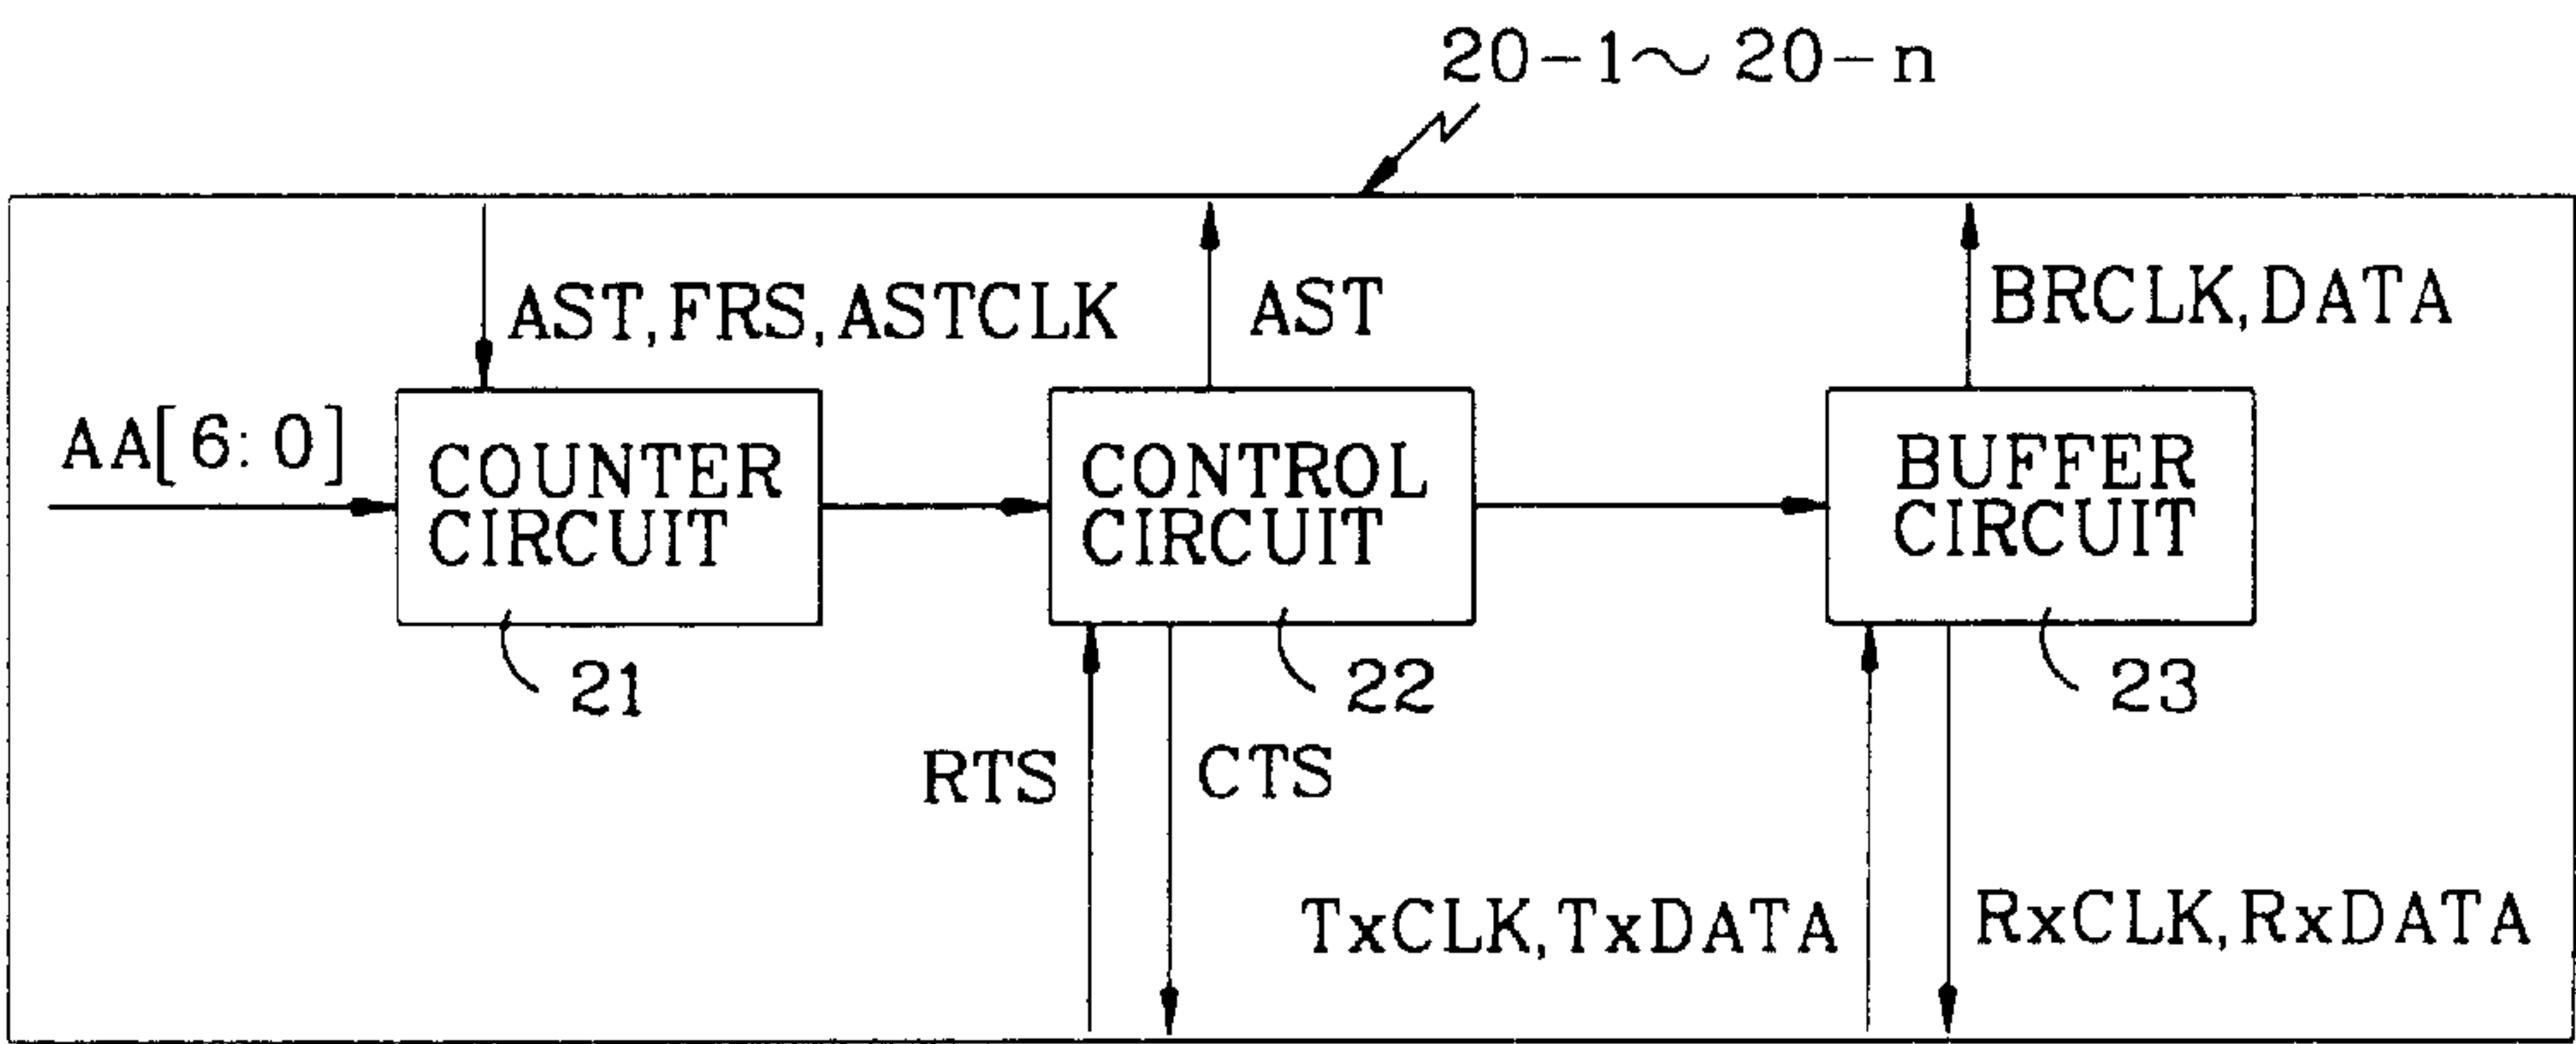 20-1~20-n
AST,FRS,ASTCLK
AST
BRCLK,DATA
AA[6:0]
COUNTER
CIRCUIT
CONTROL
CIRCUIT
BUFFER
CIRCUIT
21
22
23
RTS
CTS
TxCLK,TxDATA
RxCLK,RxDATA